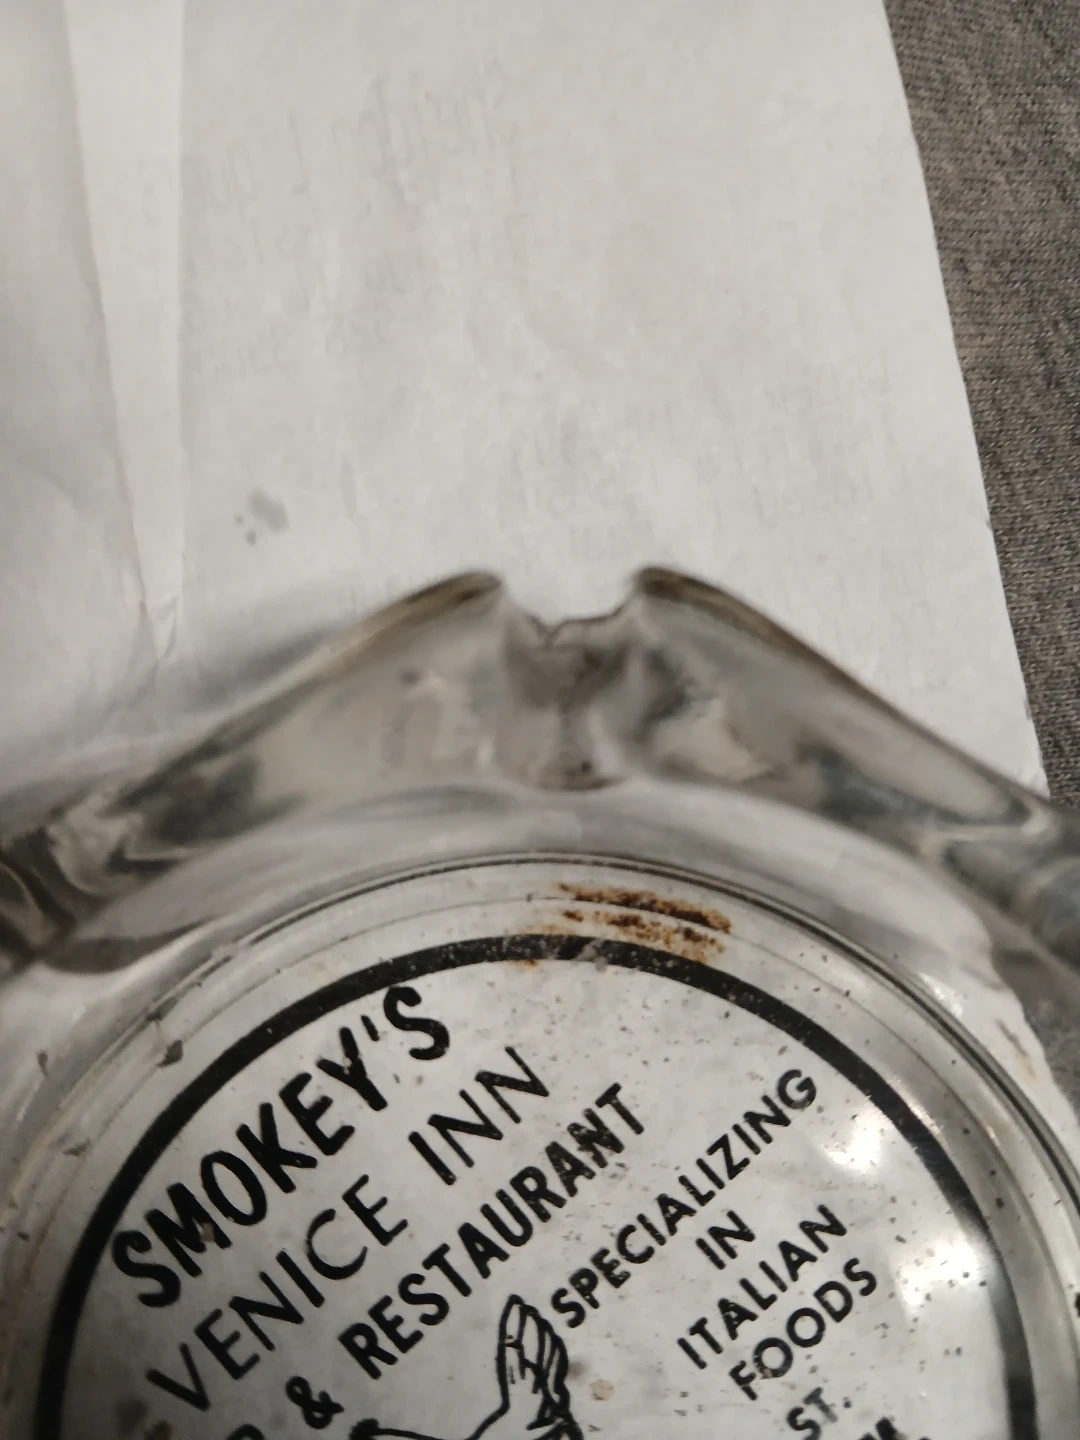 SMOKEY'S
VENICE INN
& RESTAURANT
SPECIALIZING
IN
ITALIAN
FOODS
ST.